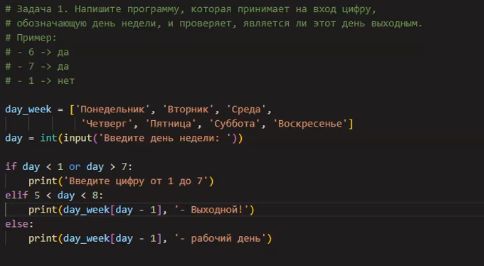 # Задача 1. Напишите программу, которая принимает на вход цифру,
# обозначающую день недели, и проверяет, является ли этот день выходным.
# Пример:
# - 6 -> да
# - 7 -> да
# - 1 -> нет
day_week = ['Понедельник', 'Вторник', 'Среда',
'Четверг', 'Пятница', 'Суббота', 'Воскресенье']
day = int(input('Введите день недели: '))
if day < 1 or day > 7:
print('Введите цифру от 1 до 7')
elif 5 < day < 8:
print(day_week[day - 1], '- Выходной!')
else:
print(day_week[day - 1], '- рабочий день')